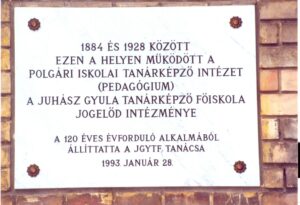 1884 ÉS 1928 KÖZÖTT
EZEN A HELYEN MŰKÖDÖTT A
POLGÁRI ISKOLAI TANÁRKÉPZŐ INTÉZET
(PEDAGÓGIUM)
A JUHÁSZ GYULA TANÁRKÉPZŐ FŐISKOLA
JOGELŐD INTÉZMÉNYE
A 120 ÉVES ÉVFORDULÓ ALKALMÁBÓL
ÁLLÍTTATTA A JGYTF. TANÁCSA
1993 JANUÁR 28.